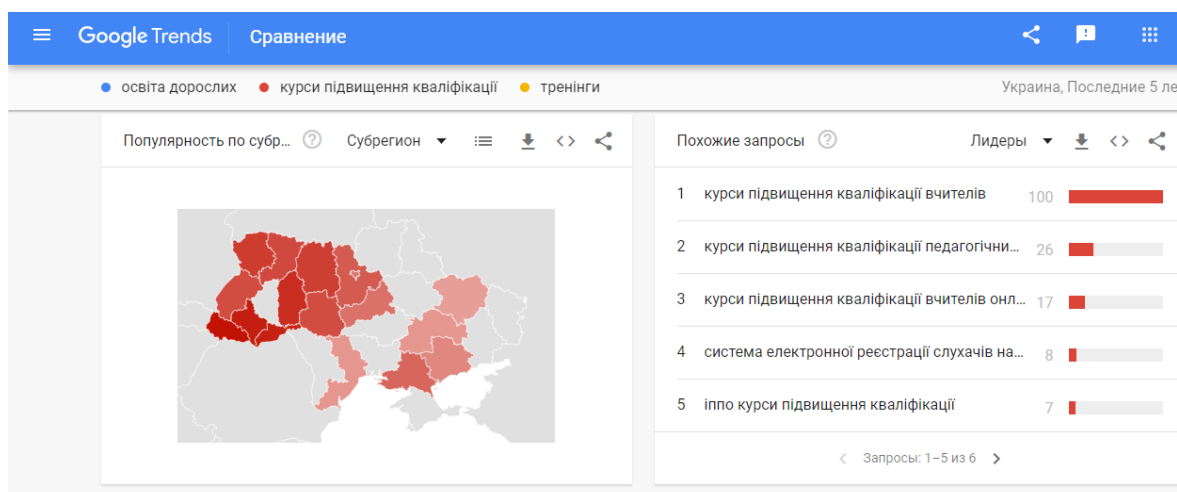 Google Trends Сравнение
освіта дорослих курси підвищення кваліфікації тренінги Украина, Последние 5 ле
Популярность по субр... Субрегион
Похожие запросы Лидеры
1 курси підвищення кваліфікації вчителів 100
2 курси підвищення кваліфікації педагогічни... 26
3 курси підвищення кваліфікації вчителів онл... 17
4 система електронної реєстрації слухачів на... 8
5 іппо курси підвищення кваліфікації 7
Запросы: 1–5 из 6